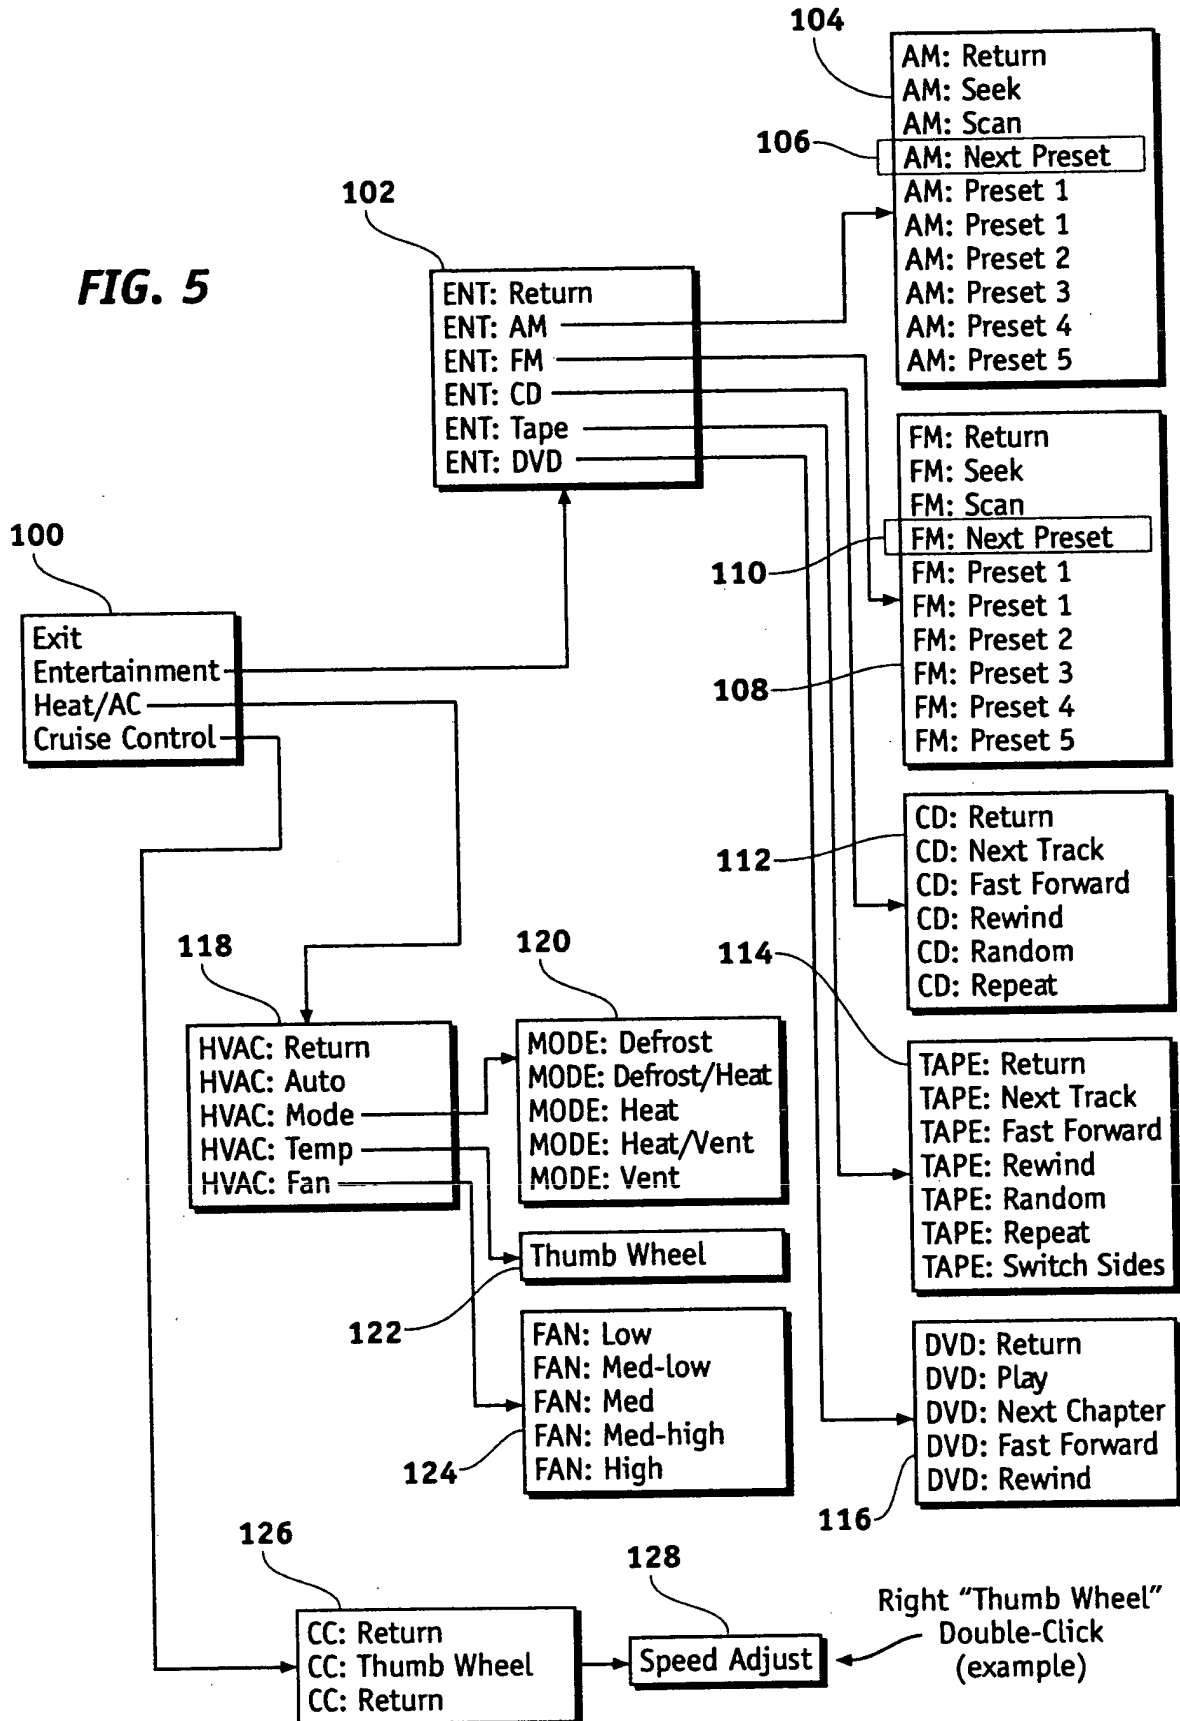 FIG. 5
100
Exit
Entertainment
Heat/AC
Cruise Control
102
ENT: Return
ENT: AM
ENT: FM
ENT: CD
ENT: Tape
ENT: DVD
104
106
AM: Return
AM: Seek
AM: Scan
AM: Next Preset
AM: Preset 1
AM: Preset 1
AM: Preset 2
AM: Preset 3
AM: Preset 4
AM: Preset 5
110
108
FM: Return
FM: Seek
FM: Scan
FM: Next Preset
FM: Preset 1
FM: Preset 1
FM: Preset 2
FM: Preset 3
FM: Preset 4
FM: Preset 5
112
CD: Return
CD: Next Track
CD: Fast Forward
CD: Rewind
CD: Random
CD: Repeat
114
TAPE: Return
TAPE: Next Track
TAPE: Fast Forward
TAPE: Rewind
TAPE: Random
TAPE: Repeat
TAPE: Switch Sides
116
DVD: Return
DVD: Play
DVD: Next Chapter
DVD: Fast Forward
DVD: Rewind
118
HVAC: Return
HVAC: Auto
HVAC: Mode
HVAC: Temp
HVAC: Fan
120
MODE: Defrost
MODE: Defrost/Heat
MODE: Heat
MODE: Heat/Vent
MODE: Vent
Thumb Wheel
122
FAN: Low
FAN: Med-low
FAN: Med
FAN: Med-high
FAN: High
124
126
CC: Return
CC: Thumb Wheel
CC: Return
128
Speed Adjust
Right "Thumb Wheel"
Double-Click
(example)